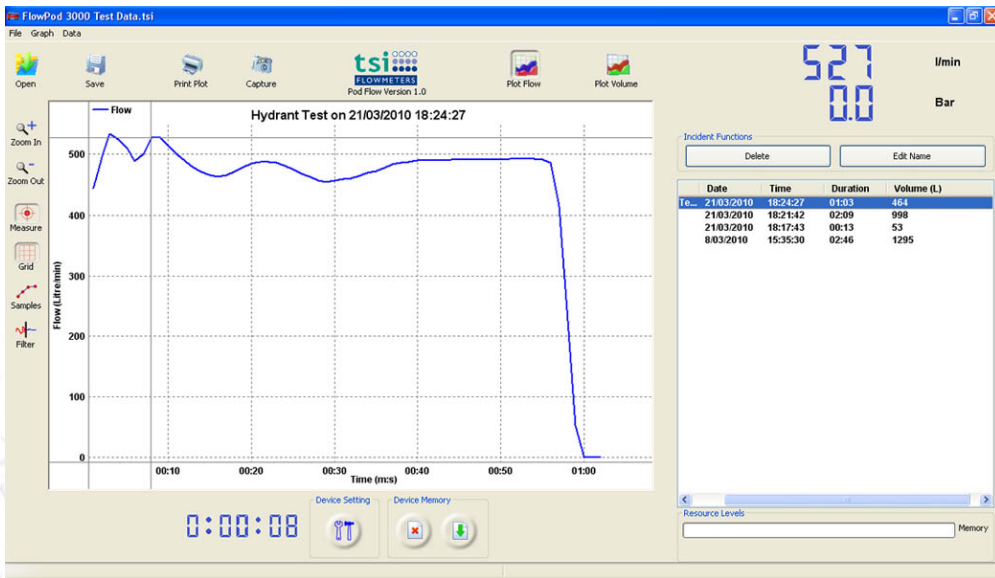 FlowPod 3000 Test Data.tsi
File Graph Data
Open
Save
Print Plot
Capture
tsi
FLOWMETERS
Pod Flow Version 1.0
Plot Flow
Plot Volume
527 l/min
0.0 Bar
Zoom In
Zoom Out
Measure
Grid
Samples
Filter
Flow
Hydrant Test on 21/03/2010 18:24:27
Flow (Litre/min)
500
400
300
200
100
0
00:10 00:20 00:30 00:40 00:50 01:00
Time (m:s)
Incident Functions
Delete Edit Name
Date Time Duration Volume (L)
Te... 21/03/2010 18:24:27 01:03 464
21/03/2010 18:21:42 02:09 998
21/03/2010 18:17:43 00:13 53
8/03/2010 15:35:30 02:46 1295
0:00:08
Device Setting
Device Memory
Resource Levels
Memory